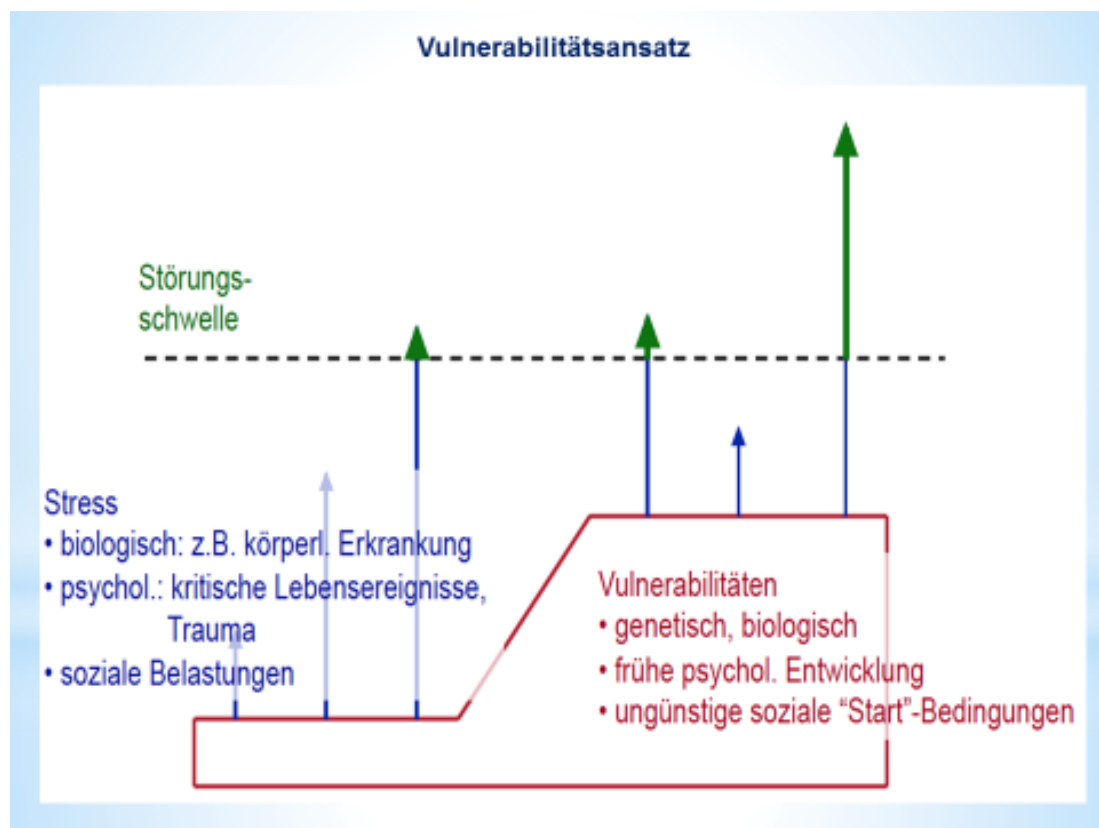 Vulnerabilitätsansatz
Störungs-
schwelle
Stress
• biologisch: z.B. körperl. Erkrankung
• psychol.: kritische Lebensereignisse,
Trauma
• soziale Belastungen
Vulnerabilitäten
• genetisch, biologisch
• frühe psychol. Entwicklung
• ungünstige soziale “Start”-Bedingungen